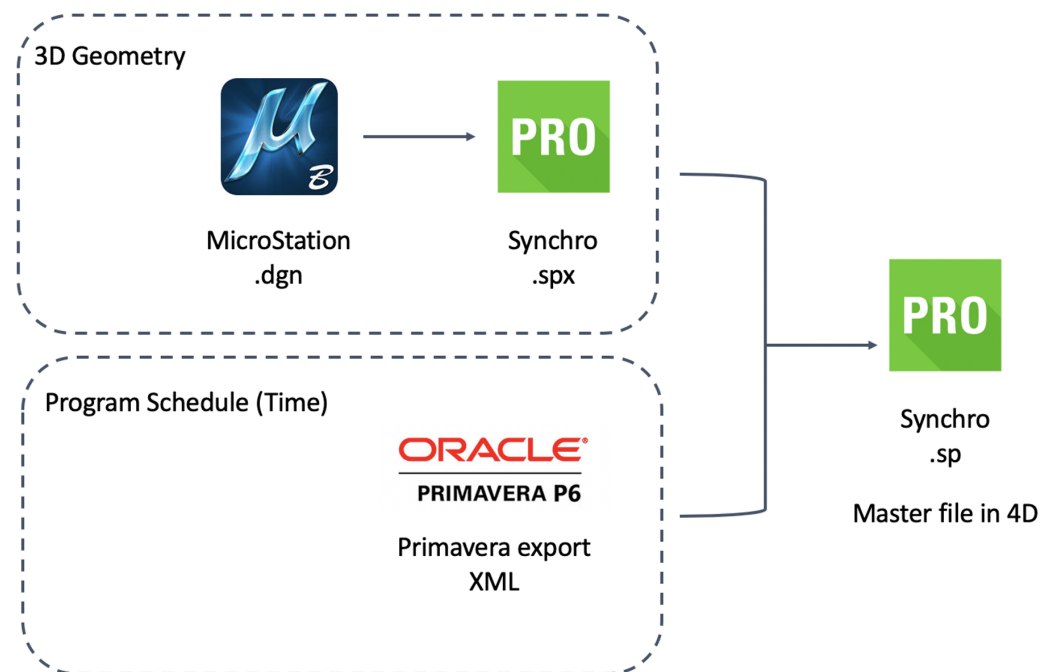 3D Geometry
μ
B
PRO
MicroStation
.dgn
Synchro
.spx
Program Schedule (Time)
ORACLE®
PRIMAVERA P6
Primavera export
XML
PRO
Synchro
.sp
Master file in 4D